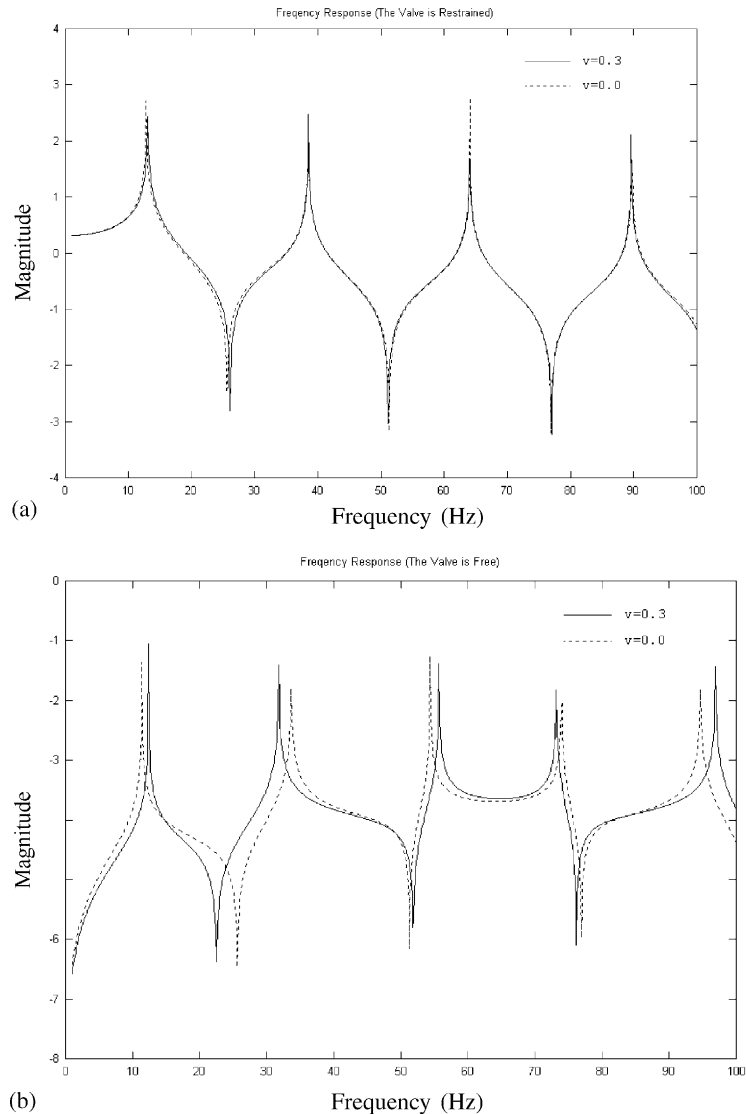 Freqency Response (The Valve is Restrained)
4
3
2
1
0
-1
-2
-3
-4
v=0.3
v=0.0
Magnitude
0 10 20 30 40 50 60 70 80 90 100
(a)
Frequency (Hz)
Freqency Response (The Valve is Free)
0
-1
-2
-3
-6
-7
-8
v=0.3
v=0.0
Magnitude
0 10 20 30 40 50 60 70 80 90 100
(b)
Frequency (Hz)